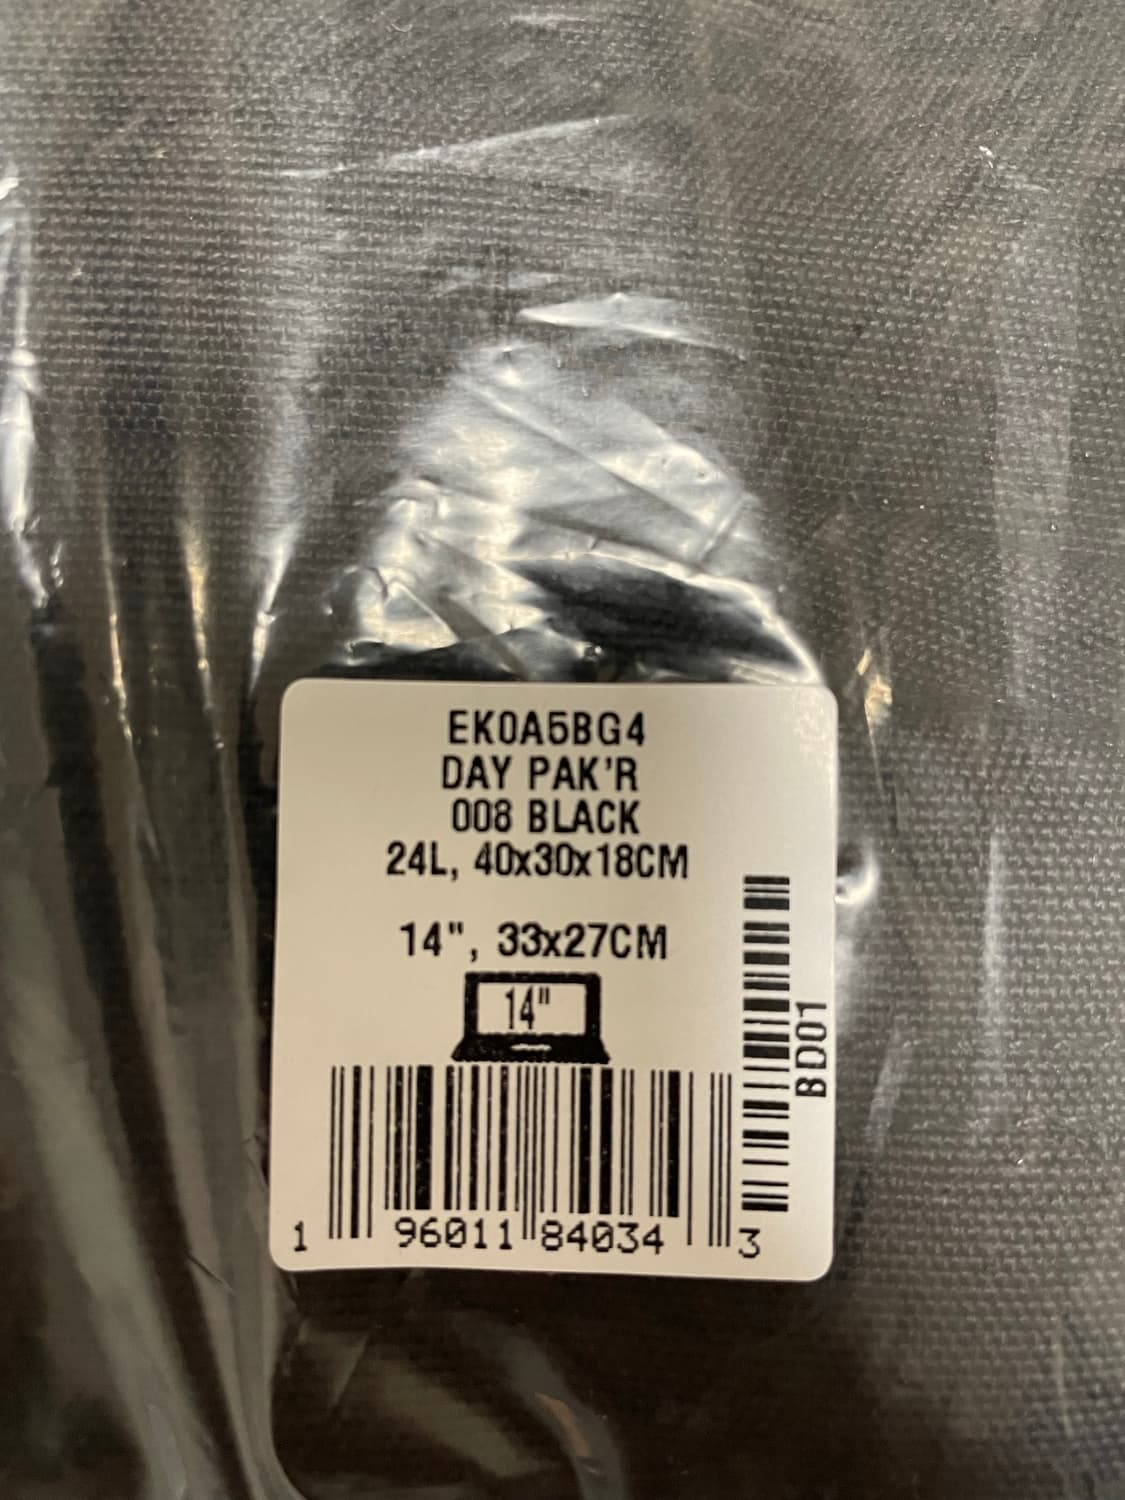 EK0A5BG4
DAY PAK'R
008 BLACK
24L, 40x30x18CM
14", 33x27CM
14"
BD01
1 96011 84034 3